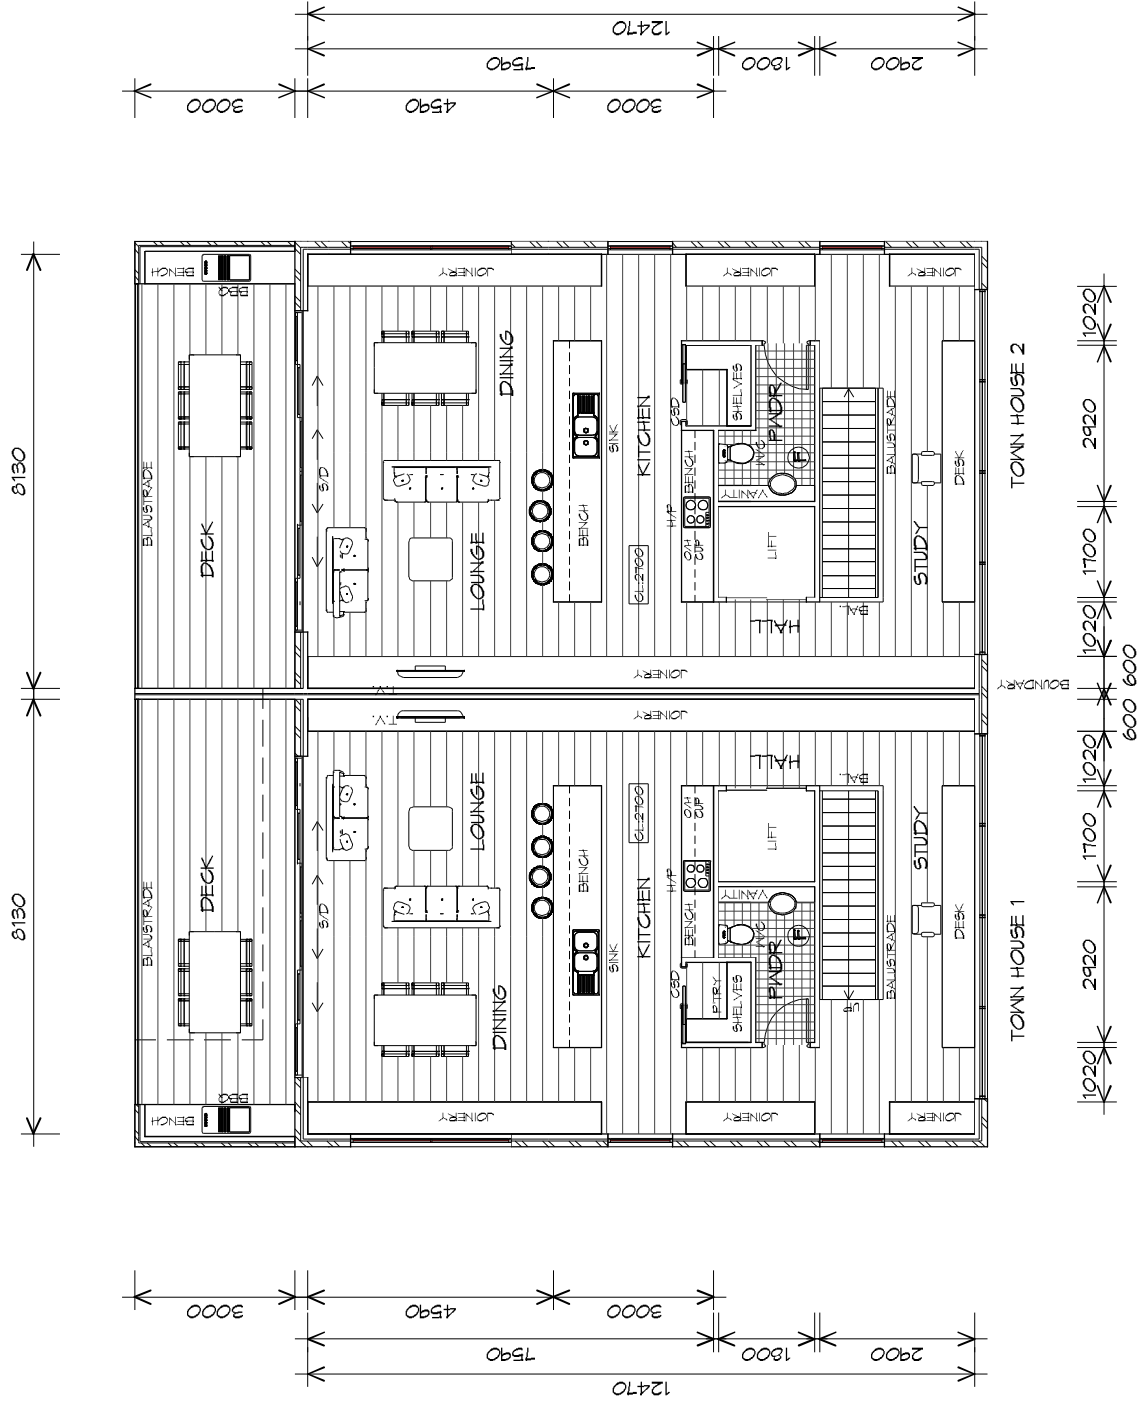 12470
7590
1800
2900
3000
4590
3000
8130
8130
BENCH
BBQ
JOINERY
JOINERY
JOINERY
BLAUSTRADE
DECK
S/D
DINING
LOUNGE
BENCH
SINK
KITCHEN
CL:2700
CSD
SHELVES
PWDR
W/C
F
VANITY
BENCH
H/P
O/H
CUP
LIFT
HALL
BAL.
BALUSTRADE
STUDY
DESK
TOWN HOUSE 2
JOINERY
T.V.
BOUNDARY
1020
2920
1700
1020
600
600
1020
1700
2920
1020
T.V.
JOINERY
HALL
BAL.
LOUNGE
DECK
BLAUSTRADE
S/D
DINING
BENCH
SINK
KITCHEN
CL:2700
O/H
CUP
H/P
BENCH
LIFT
VANITY
W/C
F
PWDR
CSD
PTRY
SHELVES
UP
BALUSTRADE
STUDY
DESK
TOWN HOUSE 1
BENCH
BBQ
JOINERY
JOINERY
JOINERY
3000
4590
3000
7590
1800
2900
12470